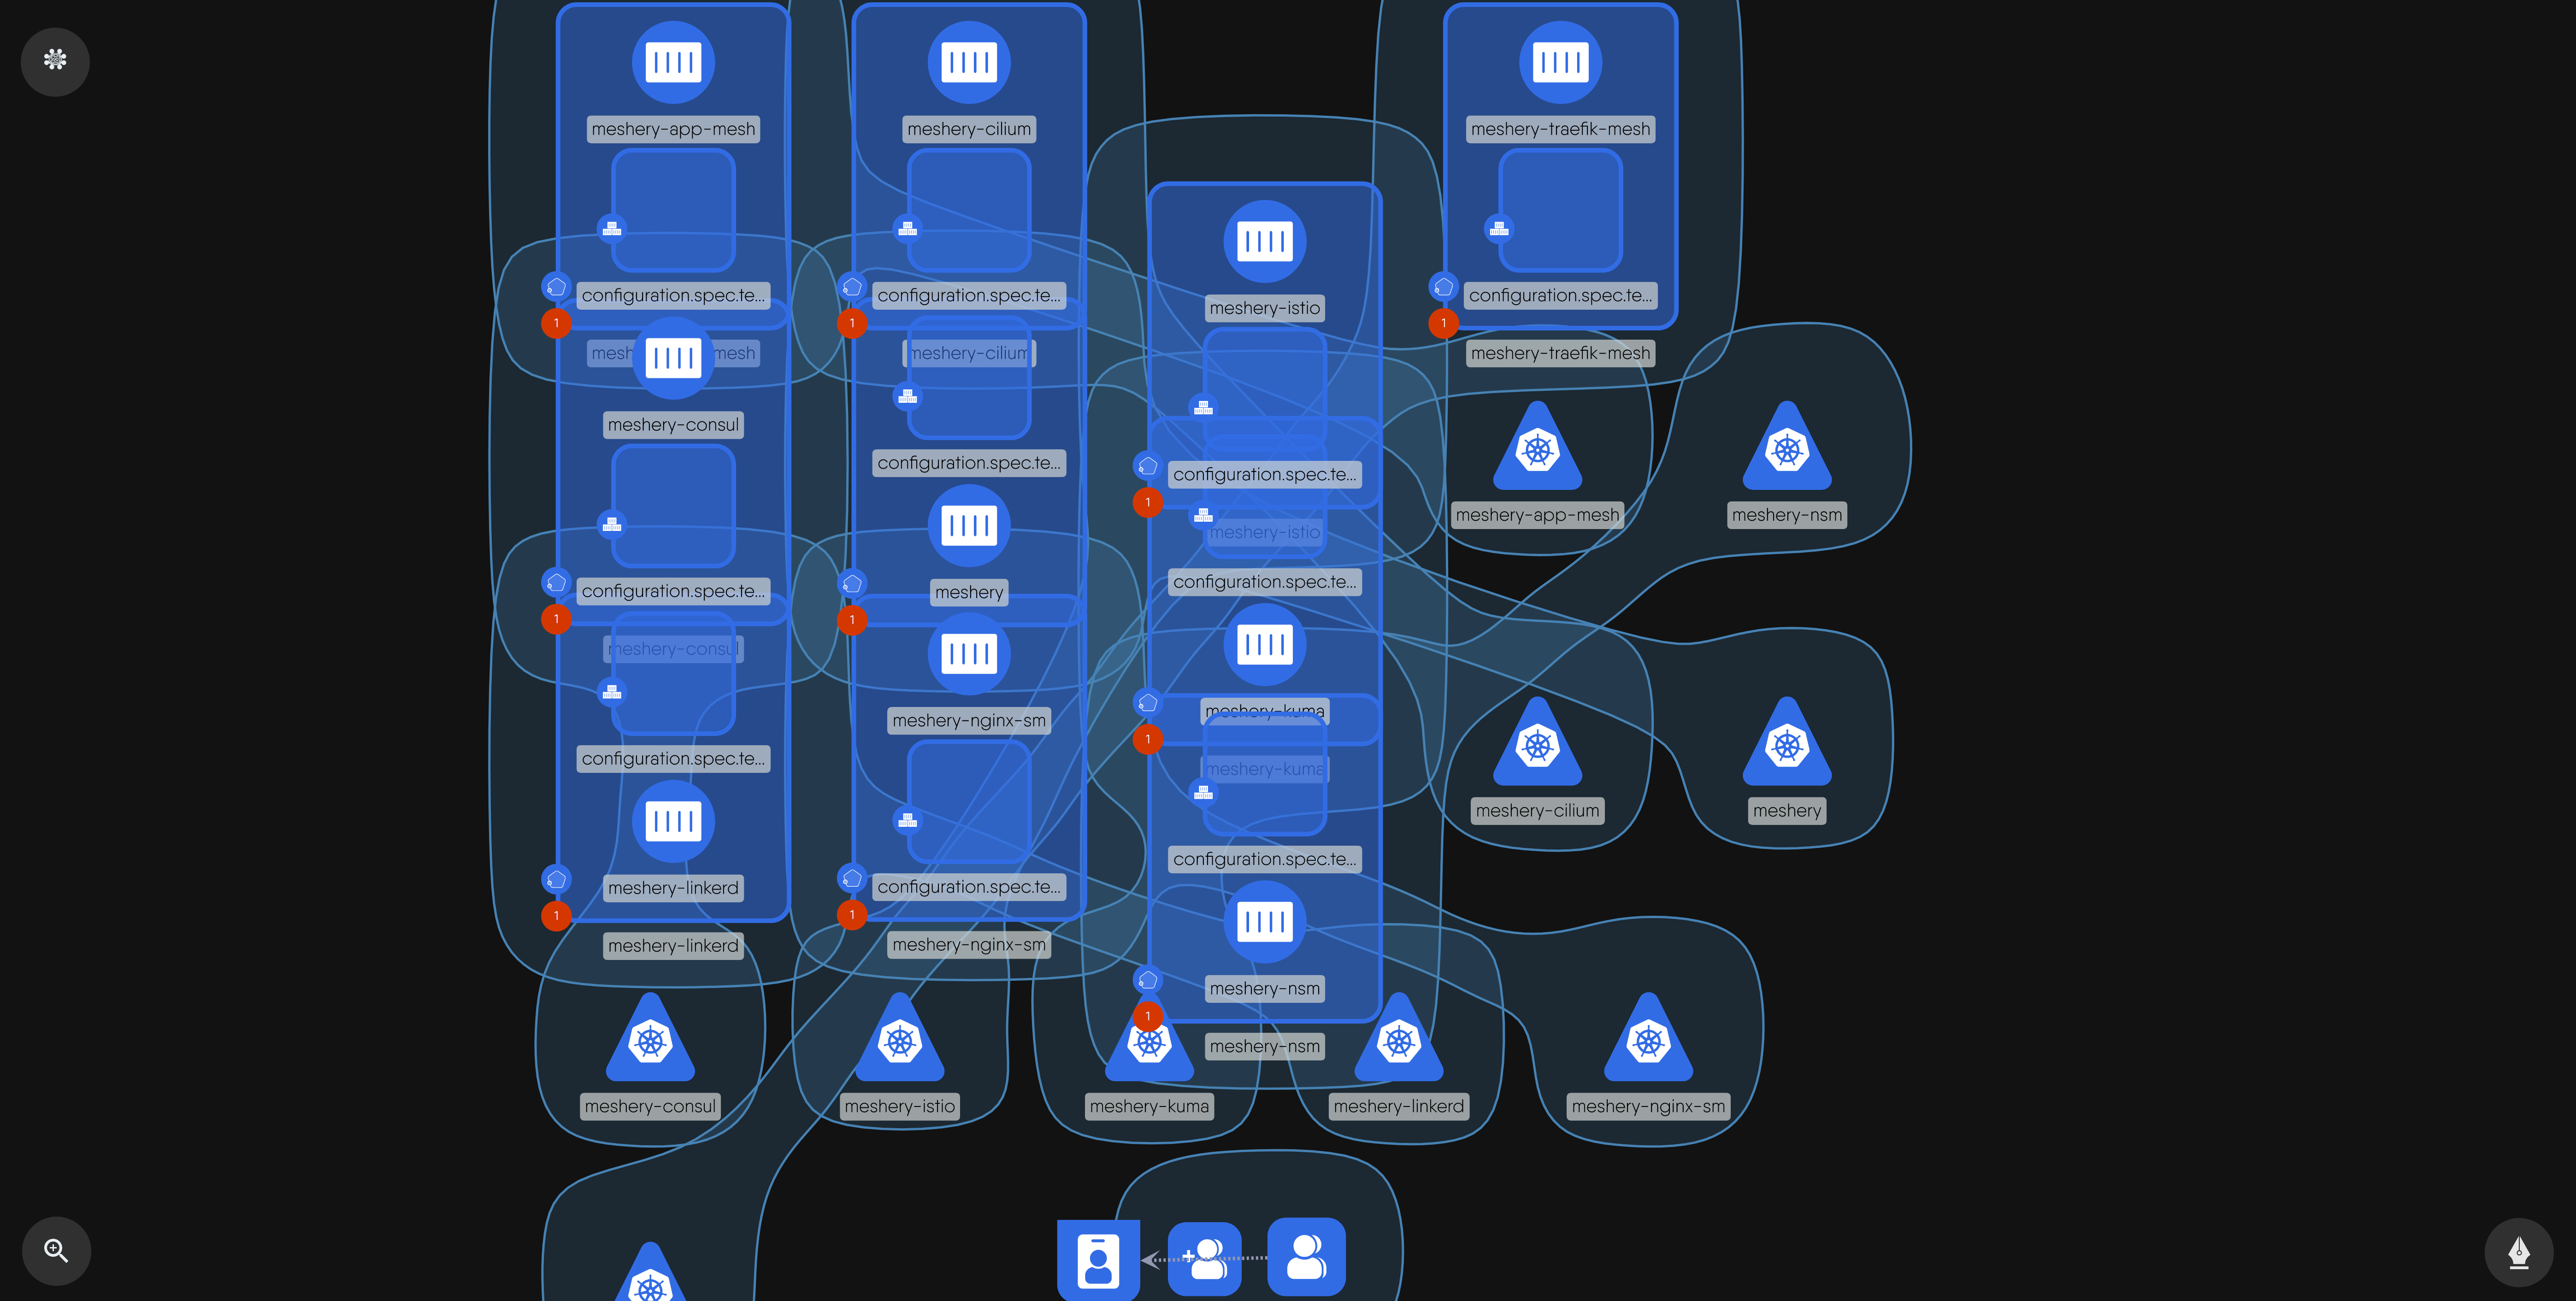 meshery-app-mesh
configuration.spec.te...
1
mesh
meshery-consul
configuration.spec.te...
1
meshery-consul
configuration.spec.te...
meshery-linkerd
1
meshery-linkerd
meshery-cilium
configuration.spec.te...
1
meshery-cilium
configuration.spec.te...
meshery
1
meshery-nginx-sm
configuration.spec.te...
1
meshery-nginx-sm
meshery-istio
configuration.spec.te...
1
meshery-istio
configuration.spec.te...
meshery-kuma
1
meshery-kuma
configuration.spec.te...
meshery-nsm
1
meshery-nsm
meshery-traefik-mesh
configuration.spec.te...
1
meshery-traefik-mesh
meshery-app-mesh
meshery-nsm
meshery-cilium
meshery
meshery-consul
meshery-istio
meshery-kuma
meshery-linkerd
meshery-nginx-sm